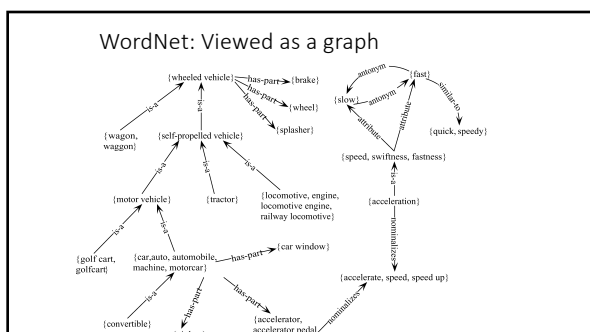 WordNet: Viewed as a graph
{wheeled vehicle}
has-part
{brake}
has-part
{wheel}
has-part
{splasher}
antonym
{fast}
{slow}
antonym
similar-to
{quick, speedy}
is-a
is-a
{wagon,
waggon}
{self-propelled vehicle}
attribute
attribute
{speed, swiftness, fastness}
is-a
is-a
is-a
is-a
{motor vehicle}
{tractor}
{locomotive, engine,
locomotive engine,
railway locomotive}
{acceleration}
is-a
is-a
nominalizes
{golf cart,
golfcart}
{car,auto, automobile,
machine, motorcar}
has-part
{car window}
{accelerate, speed, speed up}
is-a
has-part
has-part
nominalizes
{convertible}
{accelerator,
accelerator pedal